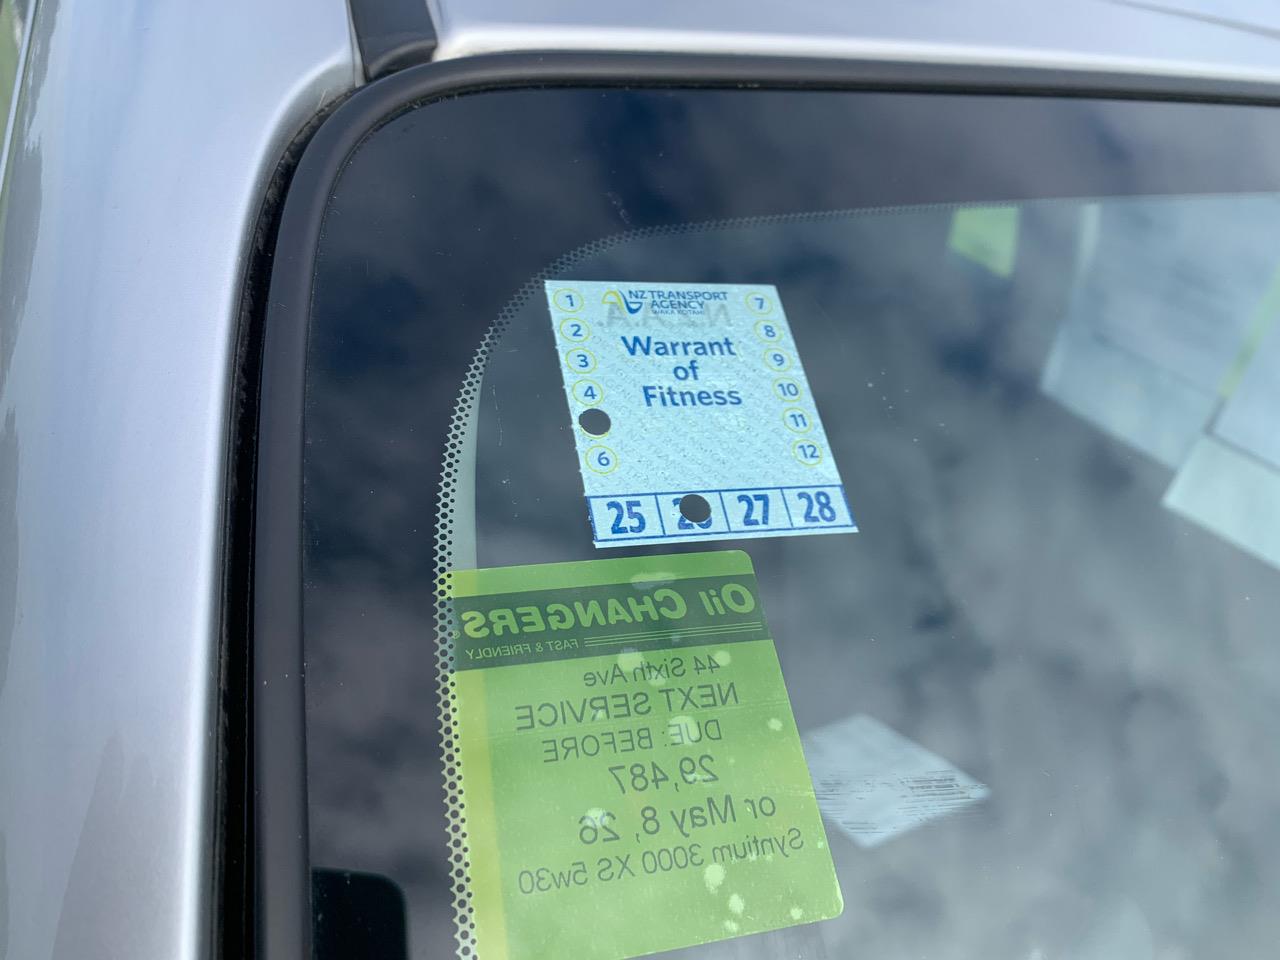 NZ TRANSPORT
AGENCY
WAKA KOTAHI
Warrant
of
Fitness
1
2
3
4
6
7
8
9
10
11
12
25 26 27 28
Oil CHANGERS
FAST & FRIENDLY
44 Sixth Ave
NEXT SERVICE
DUE: BEFORE
29,487
or May 8, 26
Syntium 3000 XS 5w30